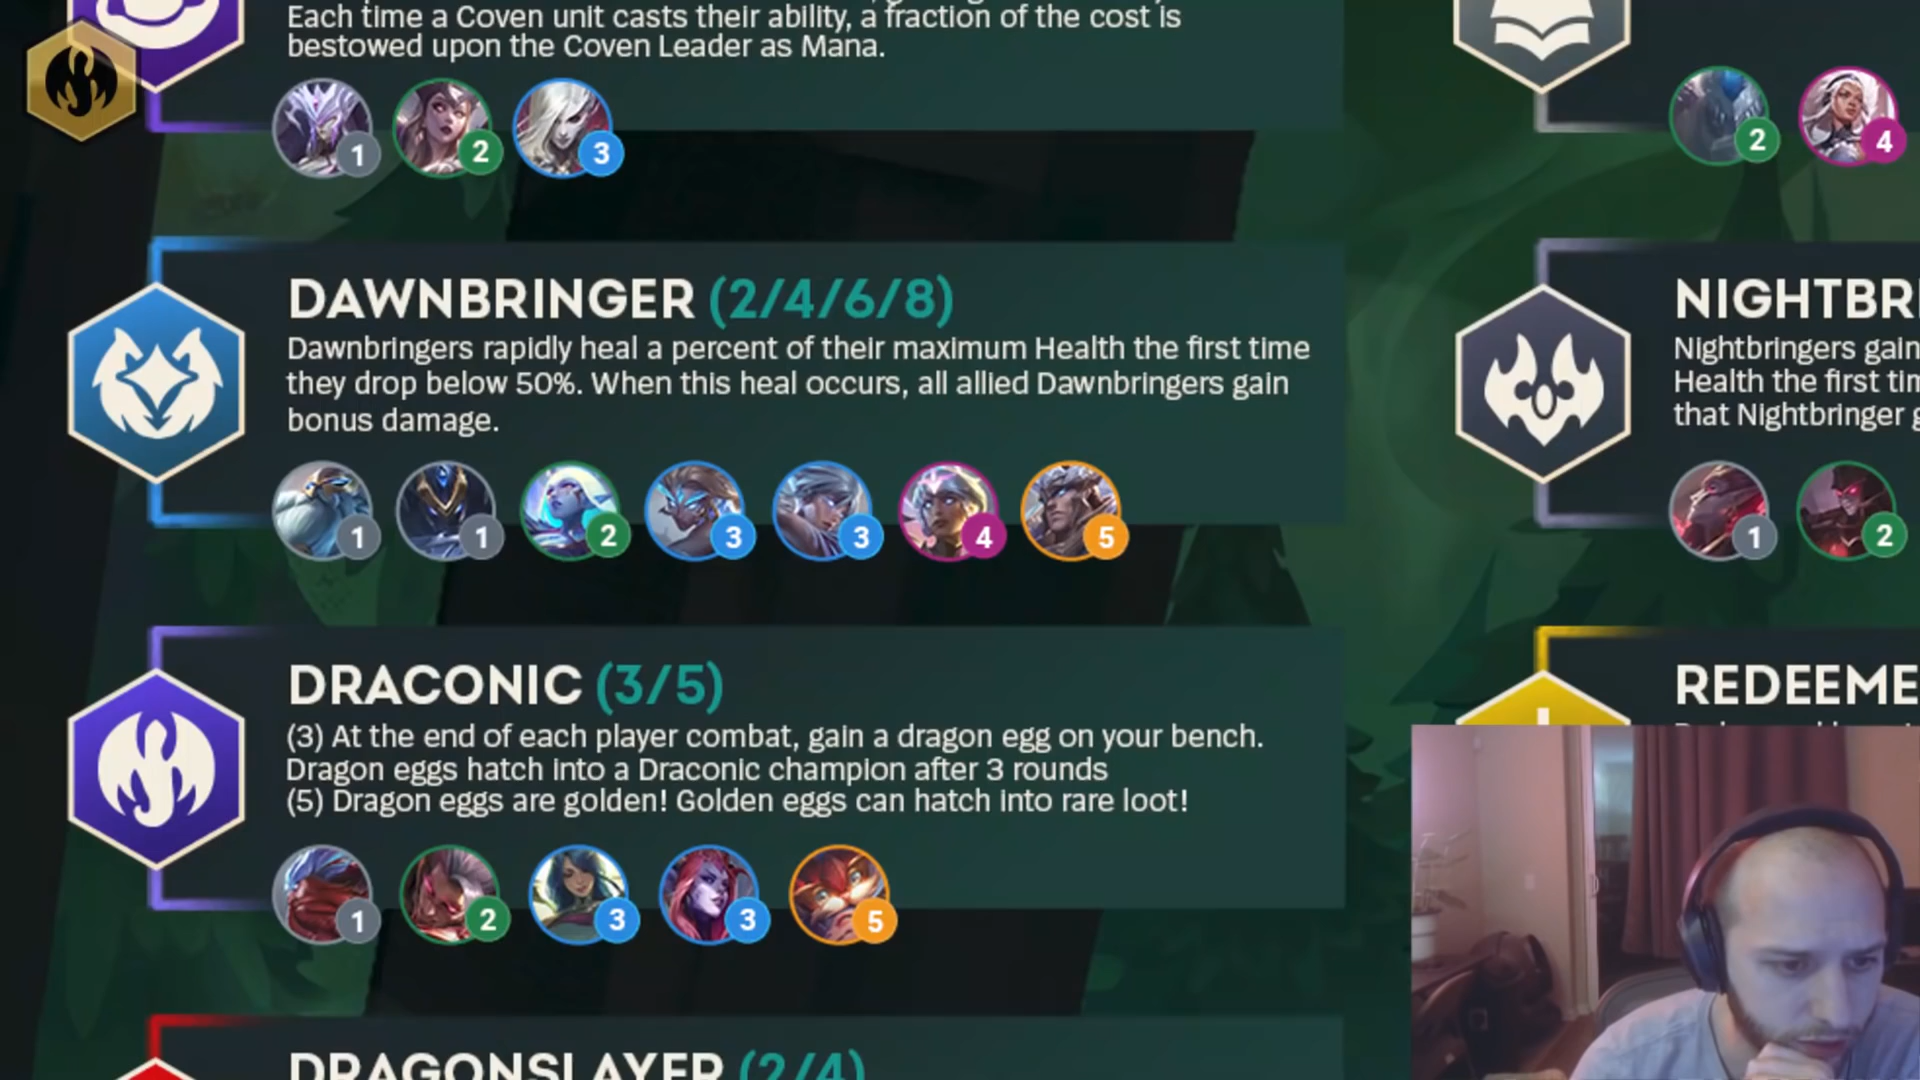 Each time a Coven unit casts their ability, a fraction of the cost is
bestowed upon the Coven Leader as Mana.
1 2 3
2 4
DAWNBRINGER (2/4/6/8)
Dawnbringers rapidly heal a percent of their maximum Health the first time
they drop below 50%. When this heal occurs, all allied Dawnbringers gain
bonus damage.
1 1 2 3 3 4 5
NIGHTBRI
Nightbringers gain
Health the first tim
that Nightbringer g
1 2
DRACONIC (3/5)
(3) At the end of each player combat, gain a dragon egg on your bench.
Dragon eggs hatch into a Draconic champion after 3 rounds
(5) Dragon eggs are golden! Golden eggs can hatch into rare loot!
1 2 3 3 5
REDEEME
DRAGONSLAYER (2/4)